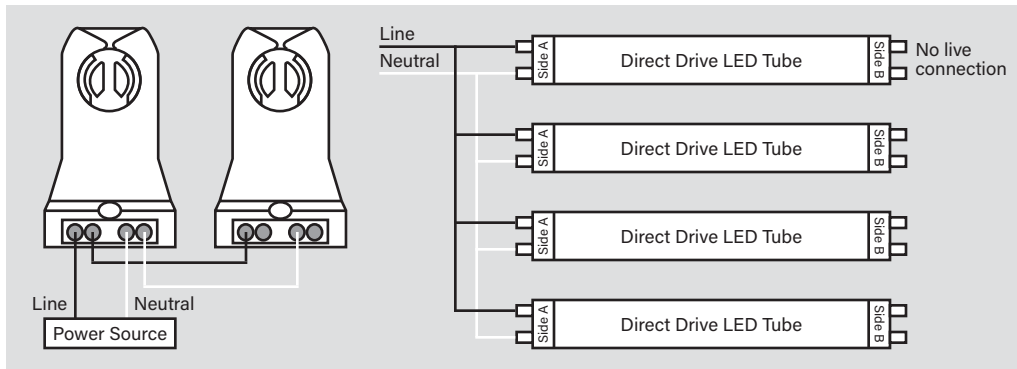 Line
Neutral
Power Source
Line
Neutral
Side A
Direct Drive LED Tube
Side B
No live
connection
Side A
Direct Drive LED Tube
Side B
Side A
Direct Drive LED Tube
Side B
Side A
Direct Drive LED Tube
Side B